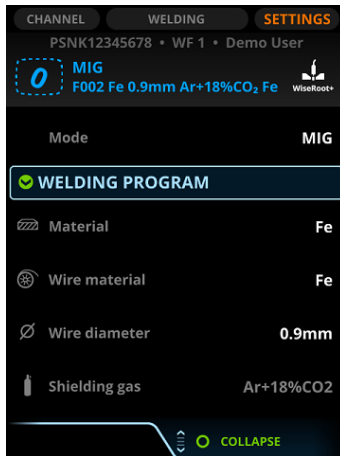 CHANNEL WELDING SETTINGS
PSNK12345678 • WF 1 • Demo User
0 MIG
F002 Fe 0.9mm Ar+18%CO₂ Fe WiseRoot+
Mode MIG
WELDING PROGRAM
Material Fe
Wire material Fe
Wire diameter 0.9mm
Shielding gas Ar+18%CO2
COLLAPSE